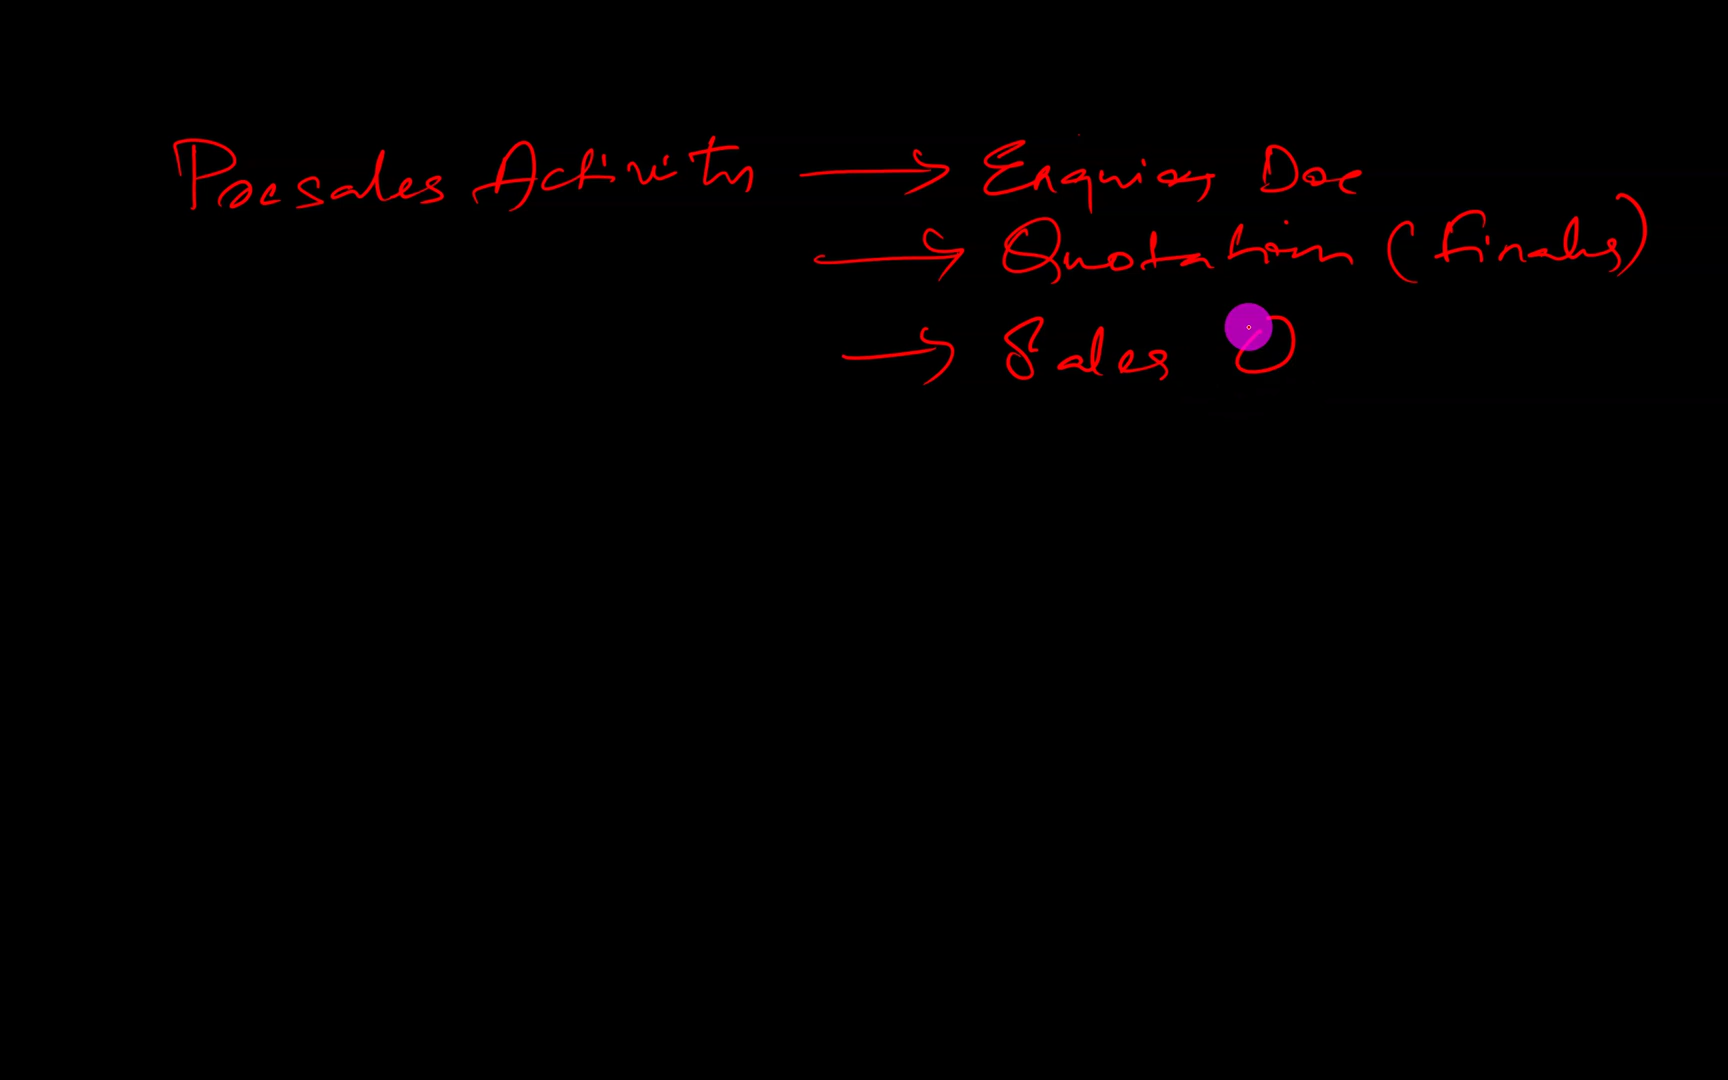 Presales Activity → Enquiry Doc
→ Quotation (Finals)
→ Sales O